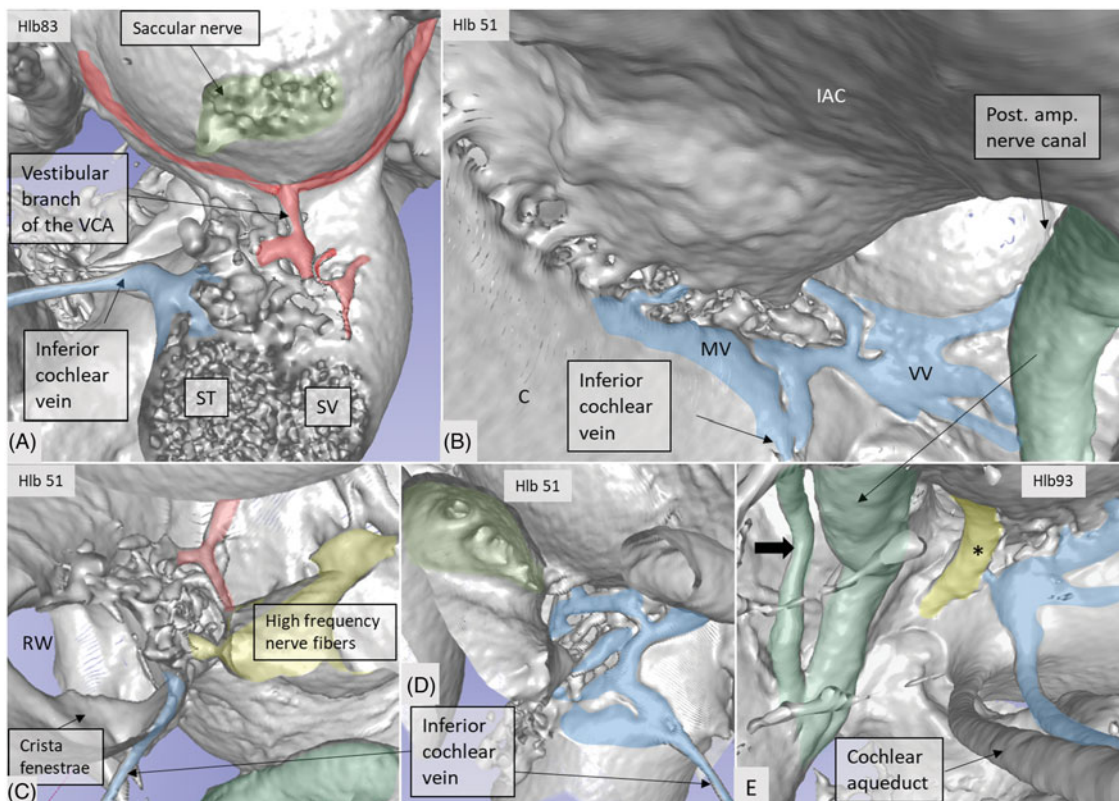 Hlb83
Saccular nerve
Vestibular
branch
of the VCA
Inferior
cochlear
vein
ST
SV
(A)
Hlb 51
IAC
Post. amp.
nerve canal
MV
VV
C
Inferior
cochlear
vein
(B)
Hlb 51
RW
High frequency
nerve fibers
Crista
fenestrae
(C)
Hlb 51
(D)
Inferior
cochlear
vein
Hlb93
*
Cochlear
aqueduct
E